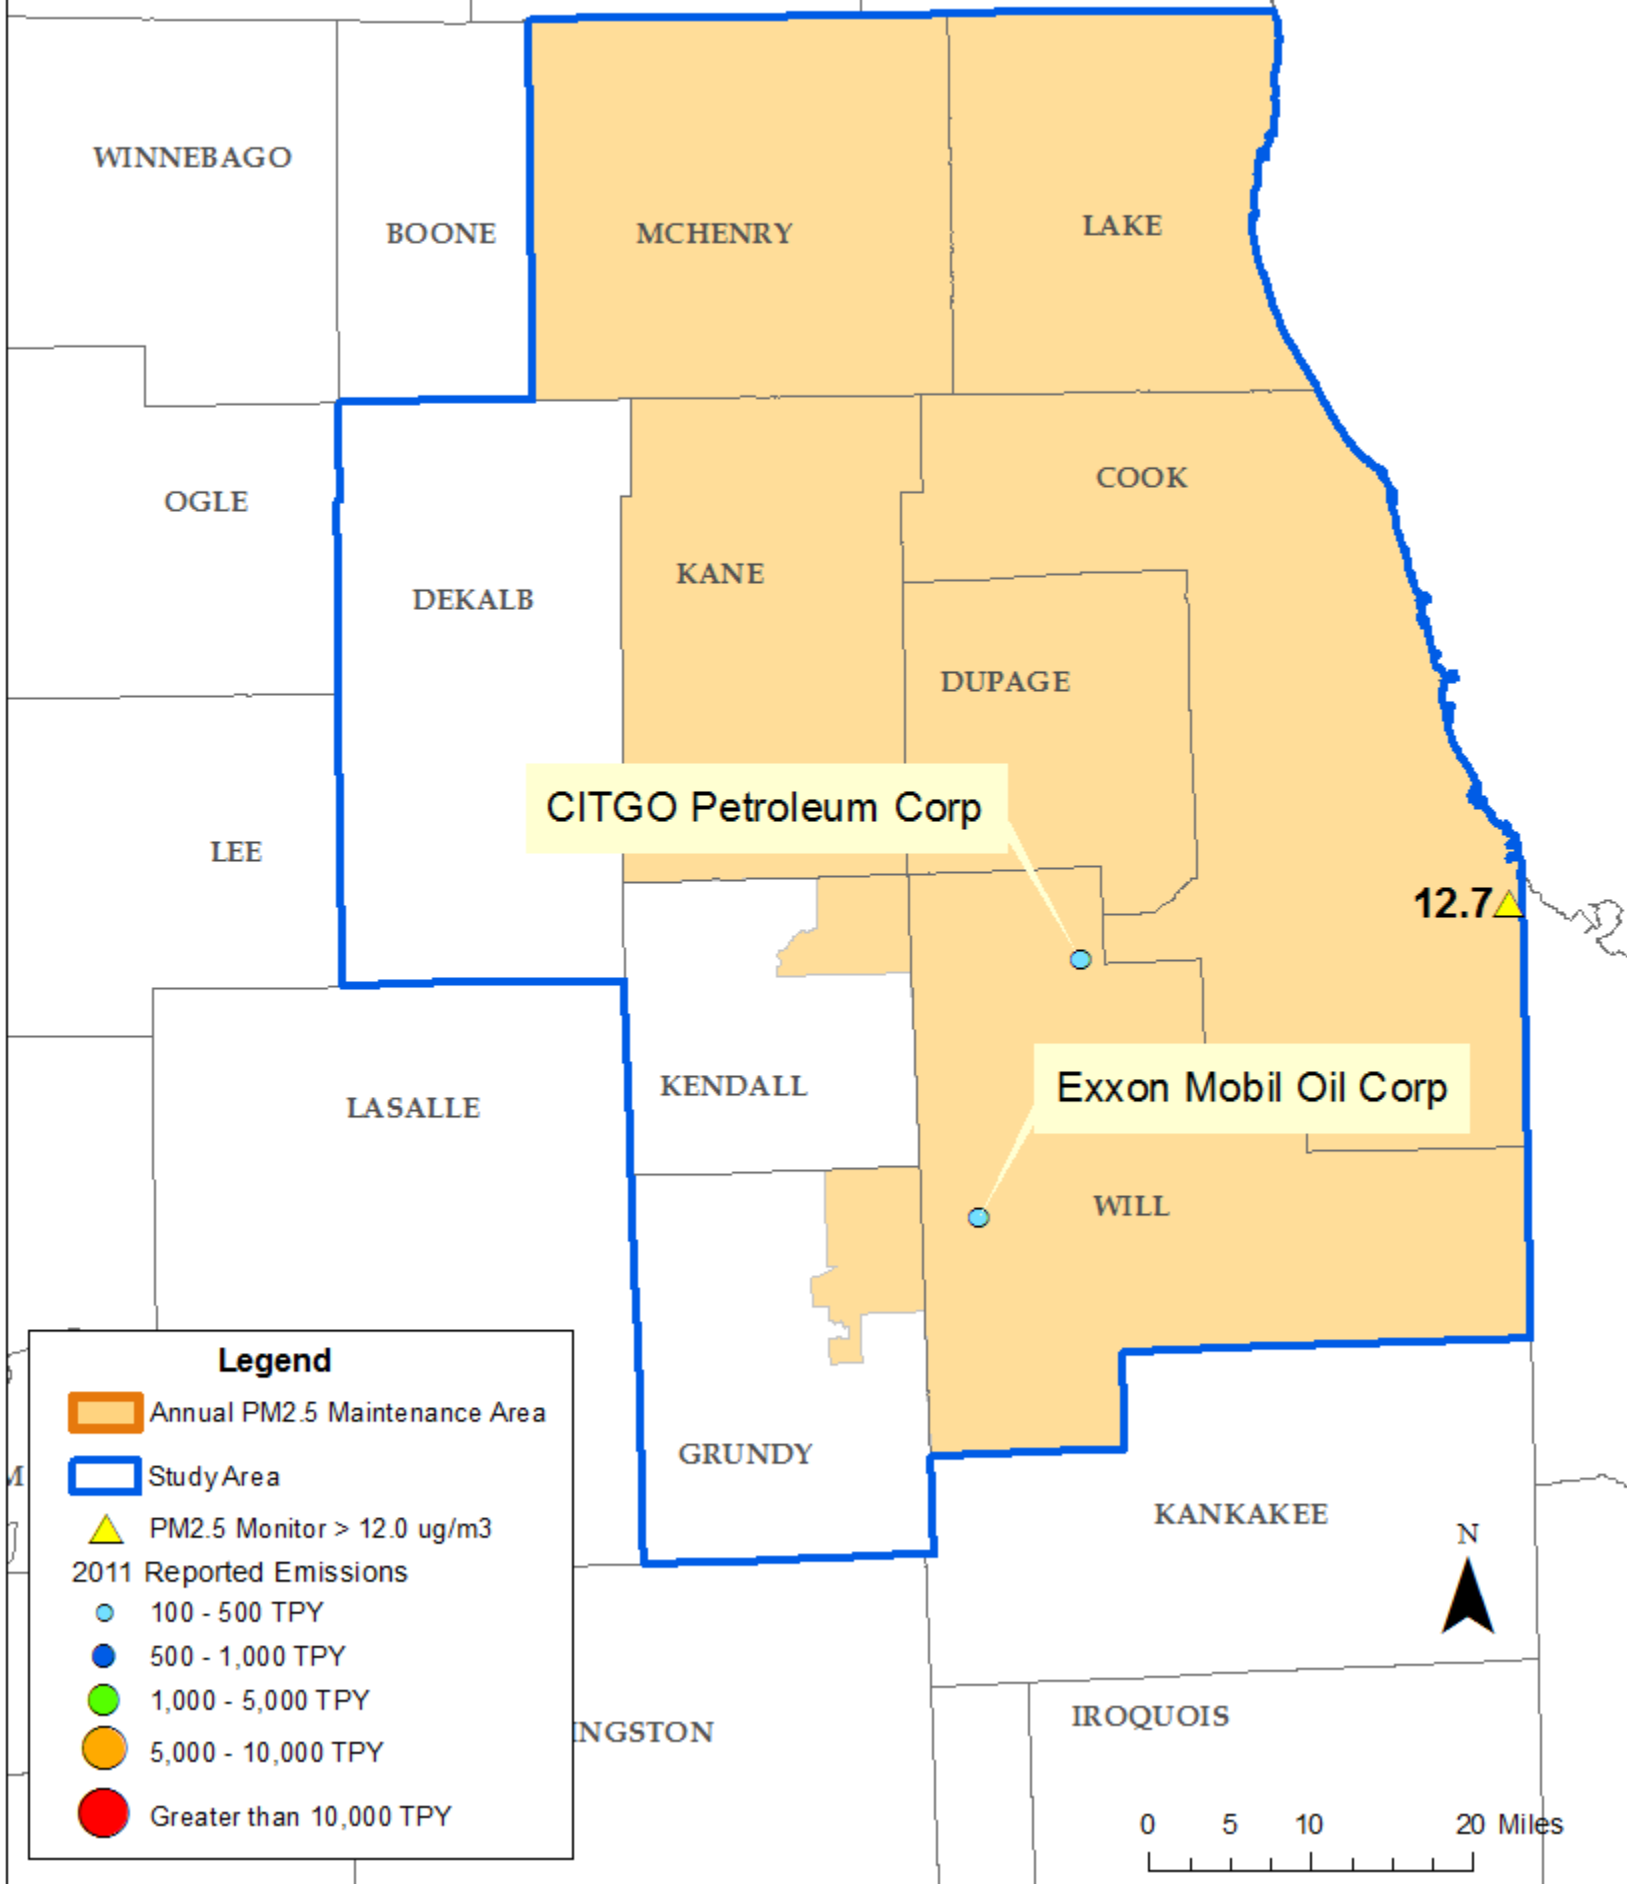 WINNEBAGO
BOONE
MCHENRY
LAKE
OGLE
DEKALB
KANE
COOK
DUPAGE
CITGO Petroleum Corp
LEE
12.7
LASALLE
KENDALL
Exxon Mobil Oil Corp
WILL
GRUNDY
KANKAKEE
N
IROQUOIS
INGSTON
Legend
Annual PM2.5 Maintenance Area
Study Area
PM2.5 Monitor > 12.0 ug/m3
2011 Reported Emissions
100 - 500 TPY
500 - 1,000 TPY
1,000 - 5,000 TPY
5,000 - 10,000 TPY
Greater than 10,000 TPY
M
0 5 10 20 Miles